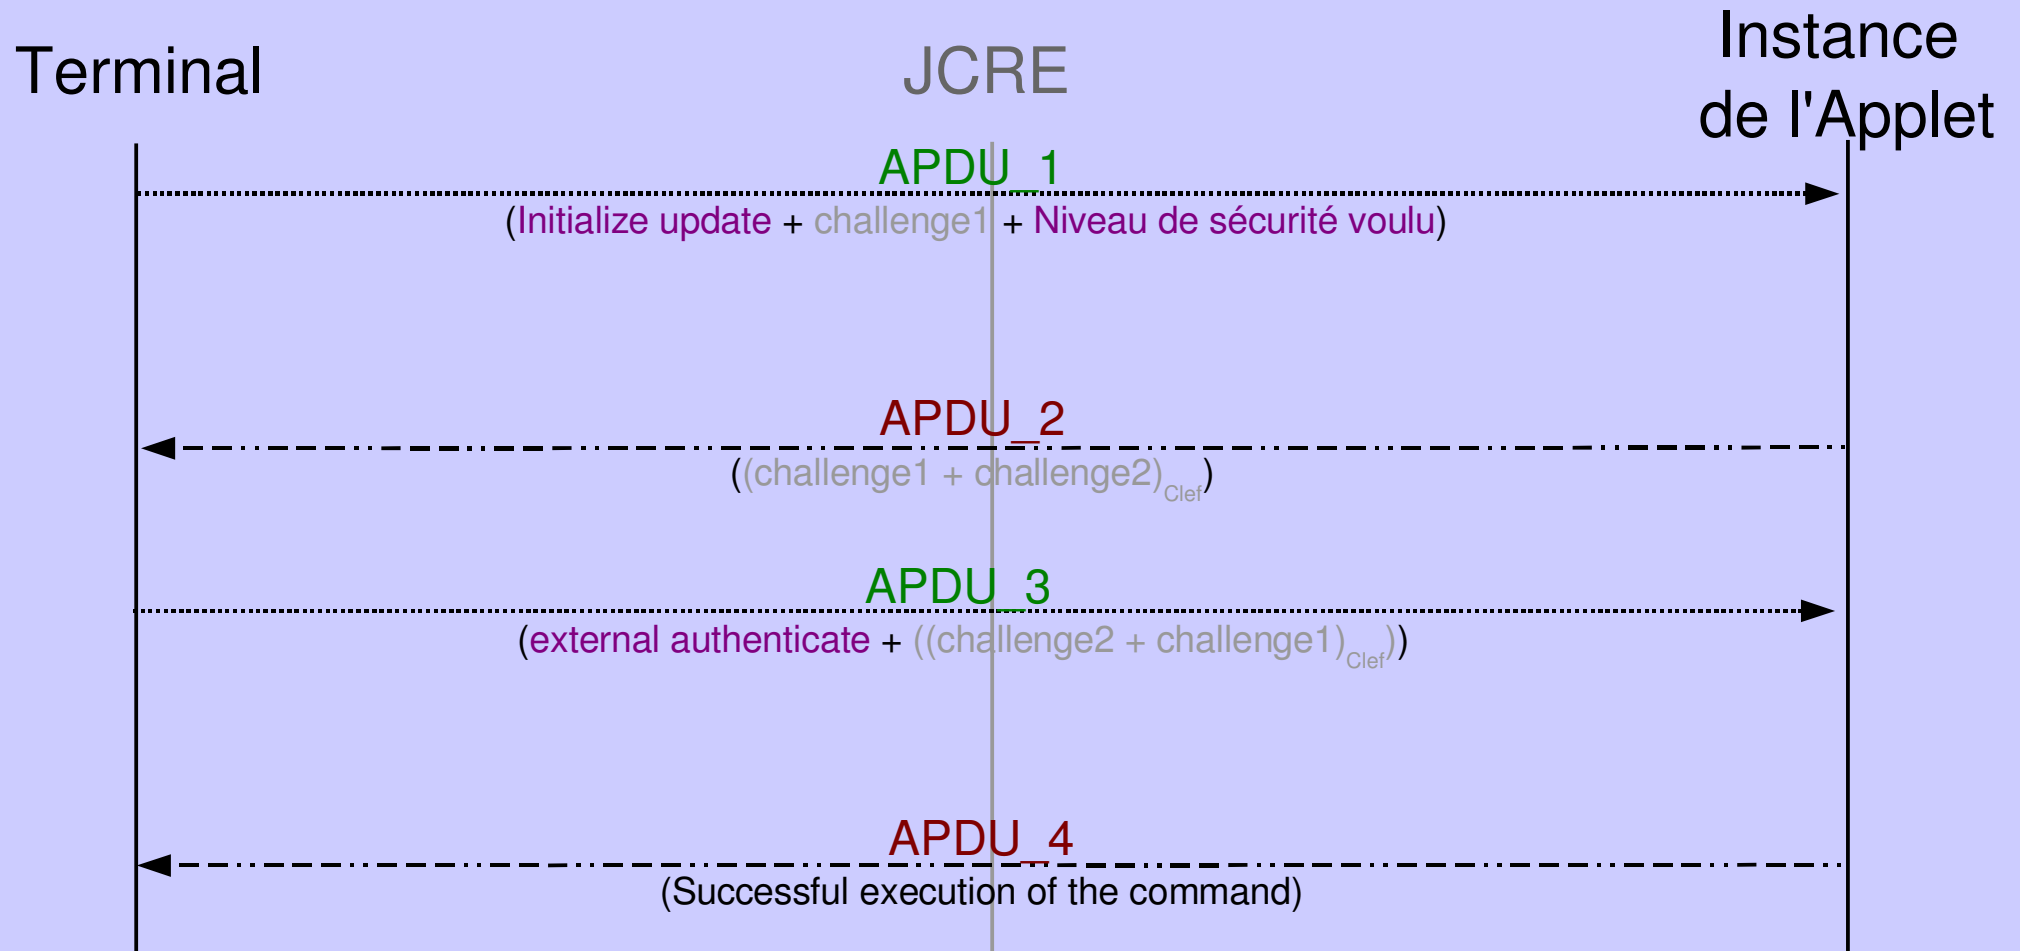 Terminal
JCRE
Instance
de l'Applet
APDU_1
(Initialize update + challenge1 + Niveau de sécurité voulu)
APDU_2
((challenge1 + challenge2)Clef)
APDU_3
(external authenticate + ((challenge2 + challenge1)Clef))
APDU_4
(Successful execution of the command)